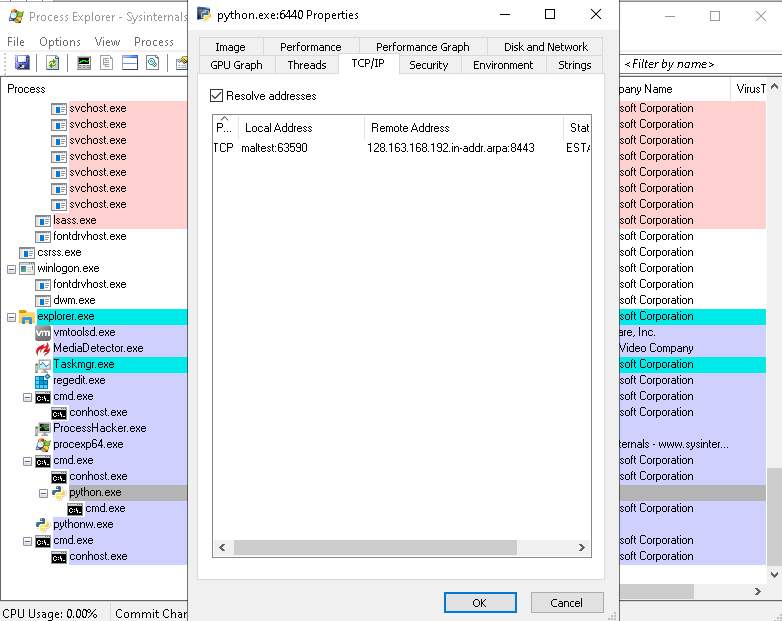 Process Explorer - Sysinternals
File Options View Process
<Filter by name>
Process
svchost.exe
svchost.exe
svchost.exe
svchost.exe
svchost.exe
svchost.exe
svchost.exe
lsass.exe
fontdrvhost.exe
csrss.exe
winlogon.exe
fontdrvhost.exe
dwm.exe
explorer.exe
vmtoolsd.exe
MediaDetector.exe
Taskmgr.exe
regedit.exe
cmd.exe
conhost.exe
ProcessHacker.exe
procexp64.exe
cmd.exe
conhost.exe
python.exe
cmd.exe
pythonw.exe
cmd.exe
conhost.exe
CPU Usage: 0.00% Commit Char
python.exe:6440 Properties
Image Performance Performance Graph Disk and Network
GPU Graph Threads TCP/IP Security Environment Strings
Resolve addresses
P... Local Address Remote Address Stat
TCP maltest:63590 128.163.168.192.in-addr.arpa:8443 ESTA
OK Cancel
pany Name VirusT
soft Corporation
soft Corporation
soft Corporation
soft Corporation
soft Corporation
soft Corporation
soft Corporation
soft Corporation
soft Corporation
soft Corporation
soft Corporation
soft Corporation
soft Corporation
soft Corporation
are, Inc.
Video Company
soft Corporation
soft Corporation
soft Corporation
soft Corporation
ternals - www.sysinter...
soft Corporation
soft Corporation
soft Corporation
soft Corporation
soft Corporation